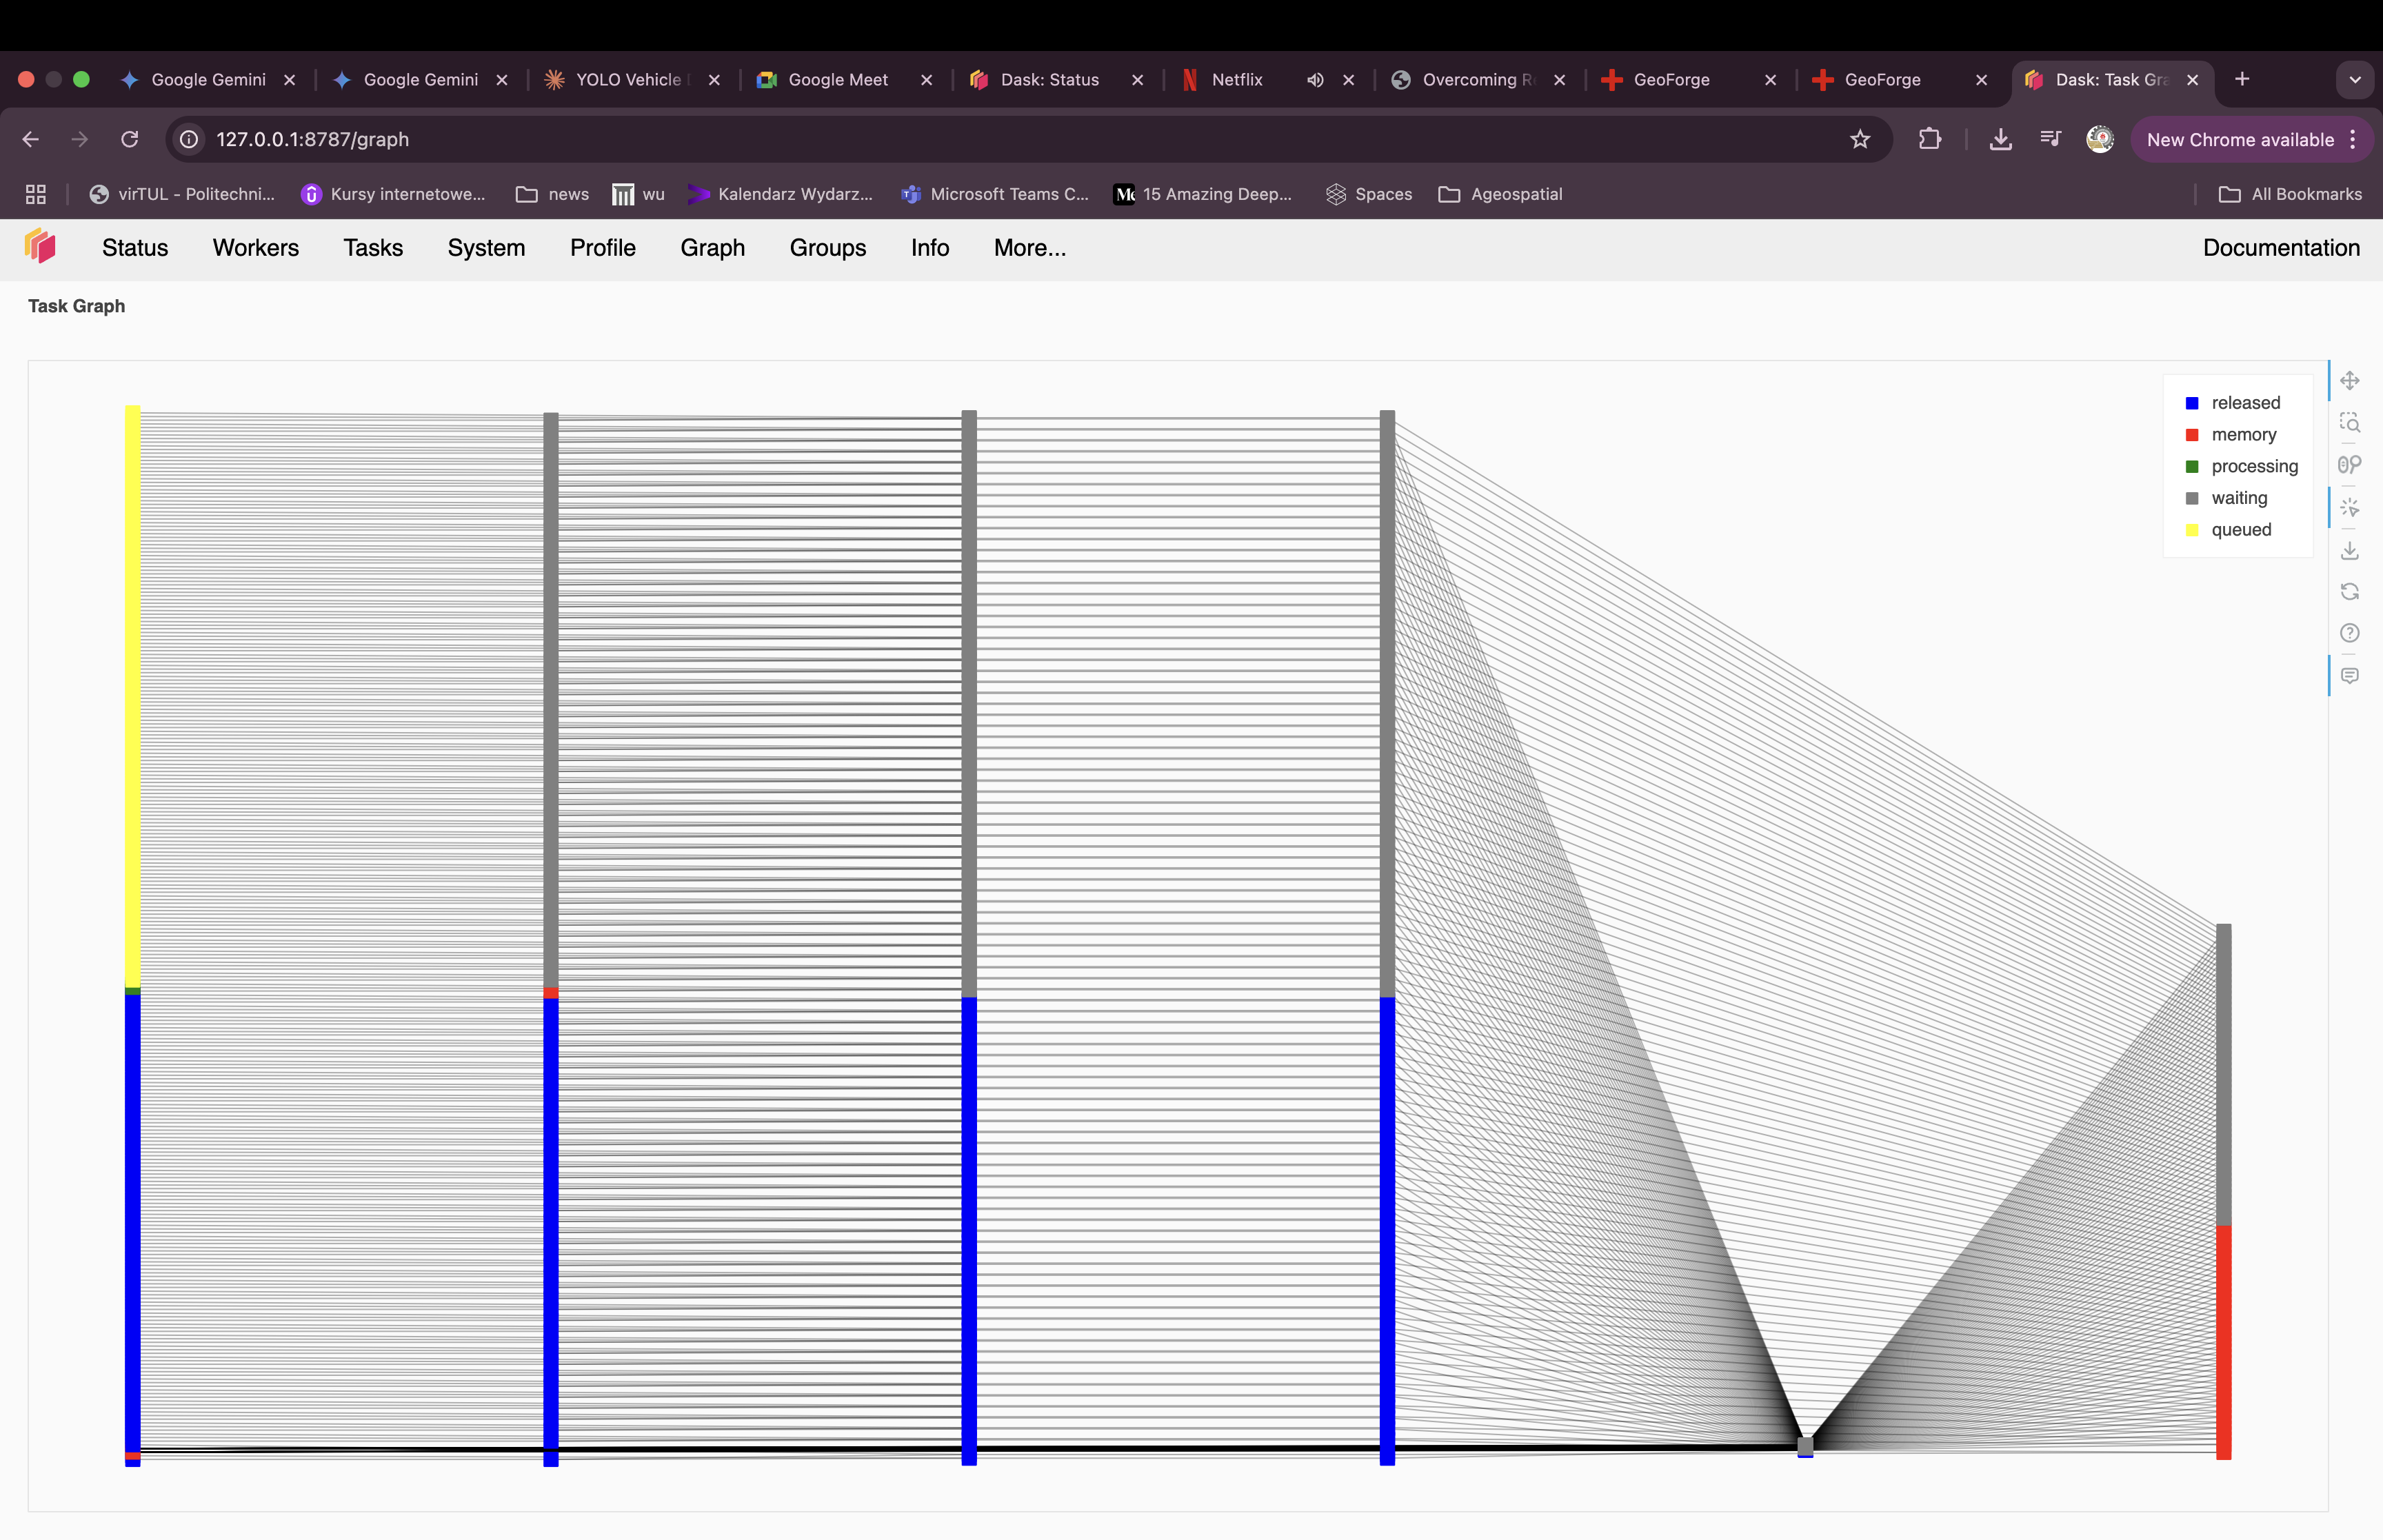 Google Gemini
Google Gemini
YOLO Vehicle
Google Meet
Dask: Status
Netflix
Overcoming R
GeoForge
GeoForge
Dask: Task Gra
127.0.0.1:8787/graph
New Chrome available
virTUL - Politechni...
Kursy internetowe...
news
wu
Kalendarz Wydarz...
Microsoft Teams C...
15 Amazing Deep...
Spaces
Ageospatial
All Bookmarks
Status
Workers
Tasks
System
Profile
Graph
Groups
Info
More...
Documentation
Task Graph
released
memory
processing
waiting
queued